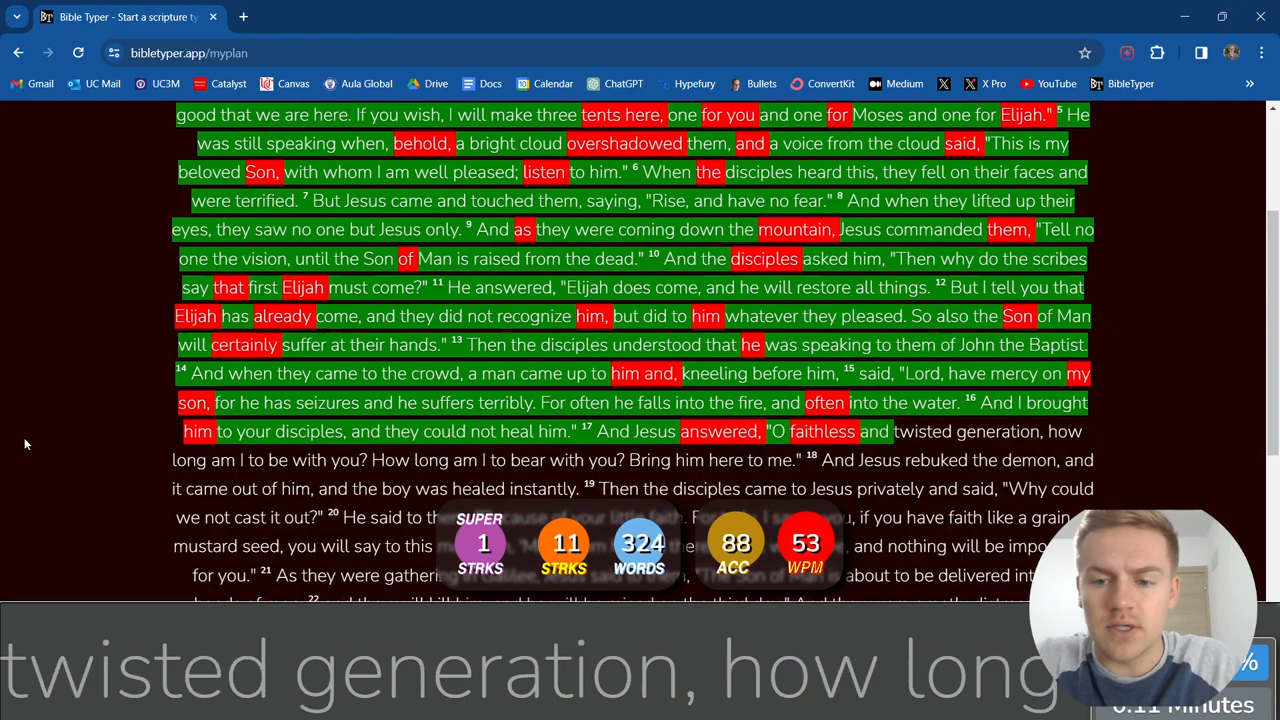 Bible Typer - Start a scripture ty
bibletyper.app/myplan
Gmail UC Mail UC3M Catalyst Canvas Aula Global Drive Docs Calendar ChatGPT Hypefury Bullets ConvertKit Medium X X Pro YouTube BibleTyper
good that we are here. If you wish, I will make three tents here, one for you and one for Moses and one for Elijah." 5 He
was still speaking when, behold, a bright cloud overshadowed them, and a voice from the cloud said, "This is my
beloved Son, with whom I am well pleased; listen to him." 6 When the disciples heard this, they fell on their faces and
were terrified. 7 But Jesus came and touched them, saying, "Rise, and have no fear." 8 And when they lifted up their
eyes, they saw no one but Jesus only. 9 And as they were coming down the mountain, Jesus commanded them, "Tell no
one the vision, until the Son of Man is raised from the dead." 10 And the disciples asked him, "Then why do the scribes
say that first Elijah must come?" 11 He answered, "Elijah does come, and he will restore all things. 12 But I tell you that
Elijah has already come, and they did not recognize him, but did to him whatever they pleased. So also the Son of Man
will certainly suffer at their hands." 13 Then the disciples understood that he was speaking to them of John the Baptist.
14 And when they came to the crowd, a man came up to him and, kneeling before him, 15 said, "Lord, have mercy on my
son, for he has seizures and he suffers terribly. For often he falls into the fire, and often into the water. 16 And I brought
him to your disciples, and they could not heal him." 17 And Jesus answered, "O faithless and twisted generation, how
long am I to be with you? How long am I to bear with you? Bring him here to me." 18 And Jesus rebuked the demon, and
it came out of him, and the boy was healed instantly. 19 Then the disciples came to Jesus privately and said, "Why could
we not cast it out?" 20 He said to them, "Because of your little faith. For truly, I say to you, if you have faith like a grain
mustard seed, you will say to this and nothing will be
for you." 21 As they were gathering is about to be delivered
22
SUPER
1 11 324 88 53
STRKS STRKS WORDS ACC WPM
twisted generation, how long
%
0.11 Minutes